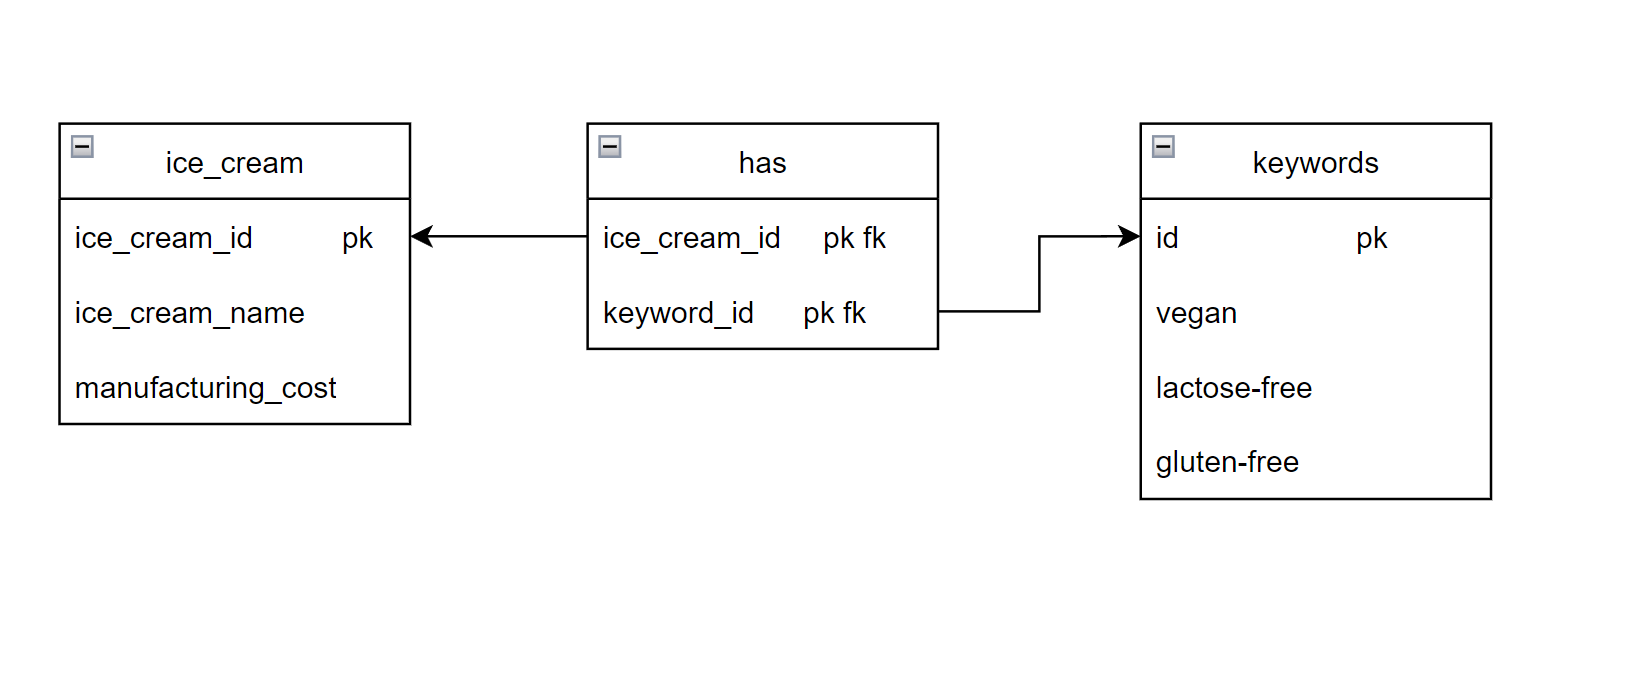 ice_cream
ice_cream_id pk
ice_cream_name
manufacturing_cost
has
ice_cream_id pk fk
keyword_id pk fk
keywords
id pk
vegan
lactose-free
gluten-free